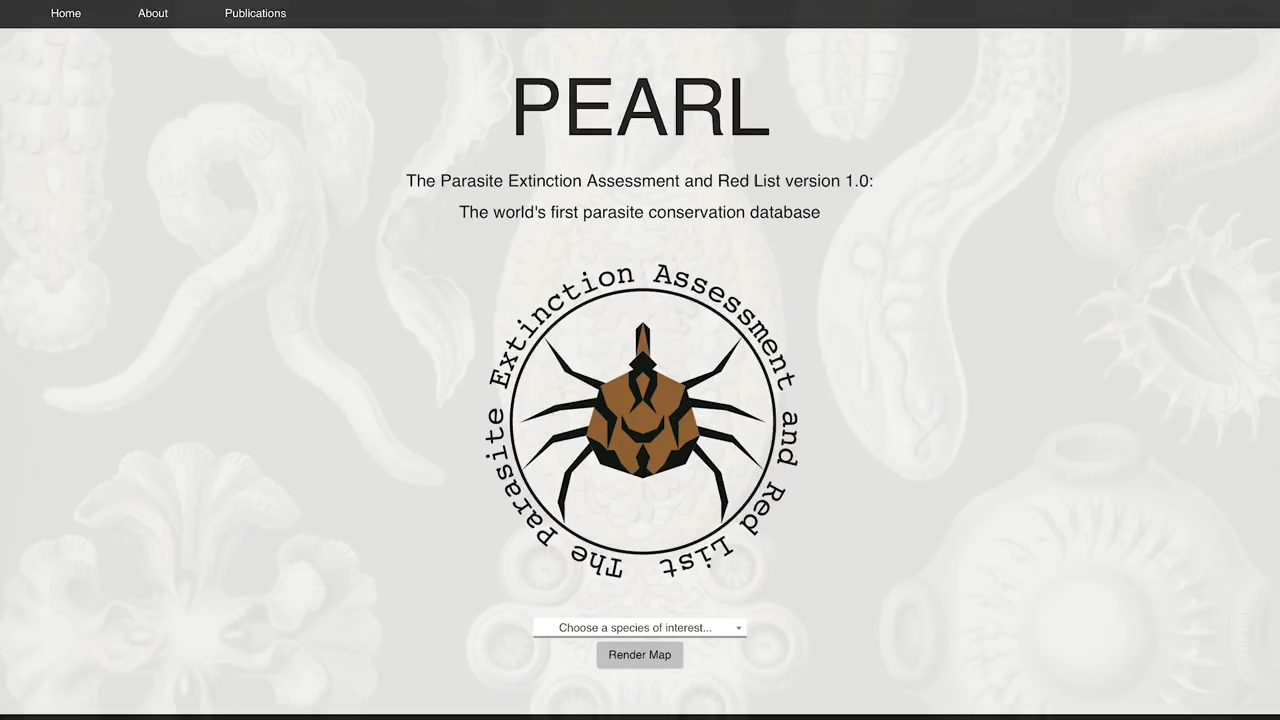 Home
About
Publications
PEARL
The Parasite Extinction Assessment and Red List version 1.0:
The world's first parasite conservation database
The Parasite Extinction Assessment and Red List
Choose a species of interest...
Render Map